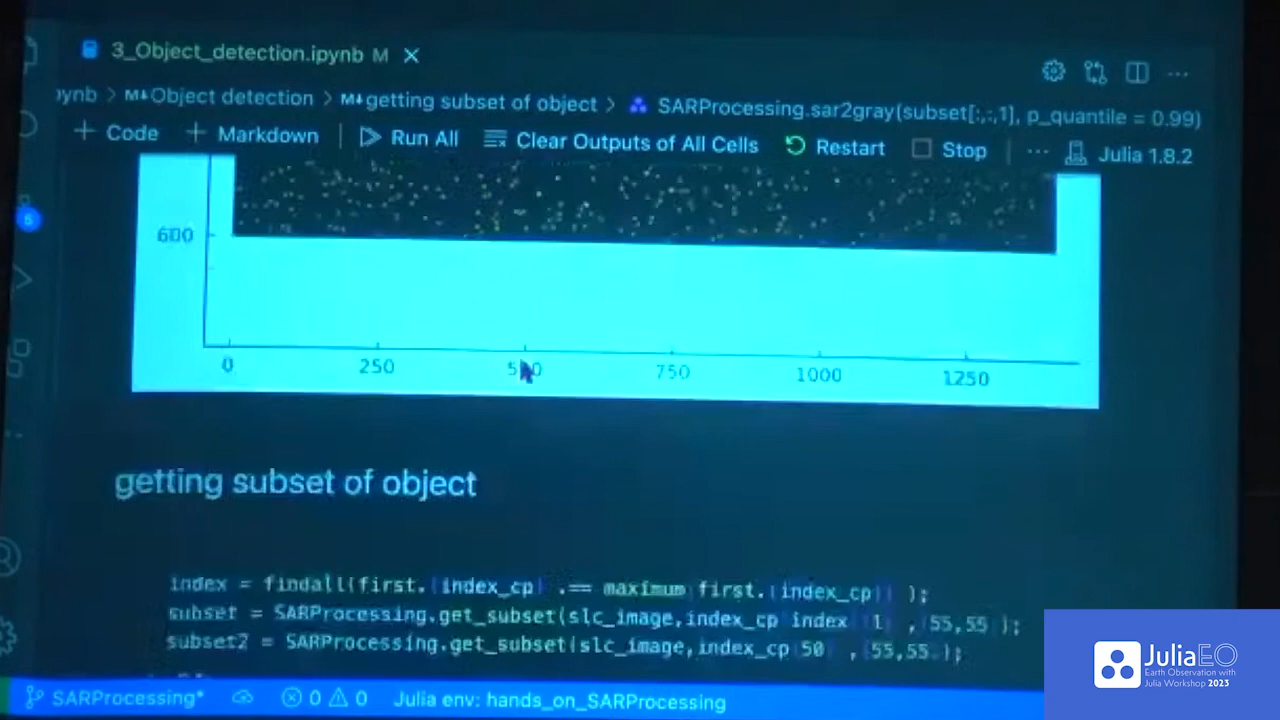 3_Object_detection.ipynb M
ynb > M↓Object detection > M↓getting subset of object > SARProcessing.sar2gray(subset[:,:,1], p_quantile = 0.99)
+ Code + Markdown Run All Clear Outputs of All Cells Restart Stop ... Julia 1.8.2
600
0 250 500 750 1000 1250
6
getting subset of object
index = findall(first.(index_cp) .== maximum(first.(index_cp)) );
subset = SARProcessing.get_subset(slc_image,index_cp[index[1]],[55,55]);
subset2 = SARProcessing.get_subset(slc_image,index_cp[50],[55,55]);
SARProcessing* 0 0 Julia env: hands_on_SARProcessing
JuliaEO
Earth Observation with
Julia Workshop 2023